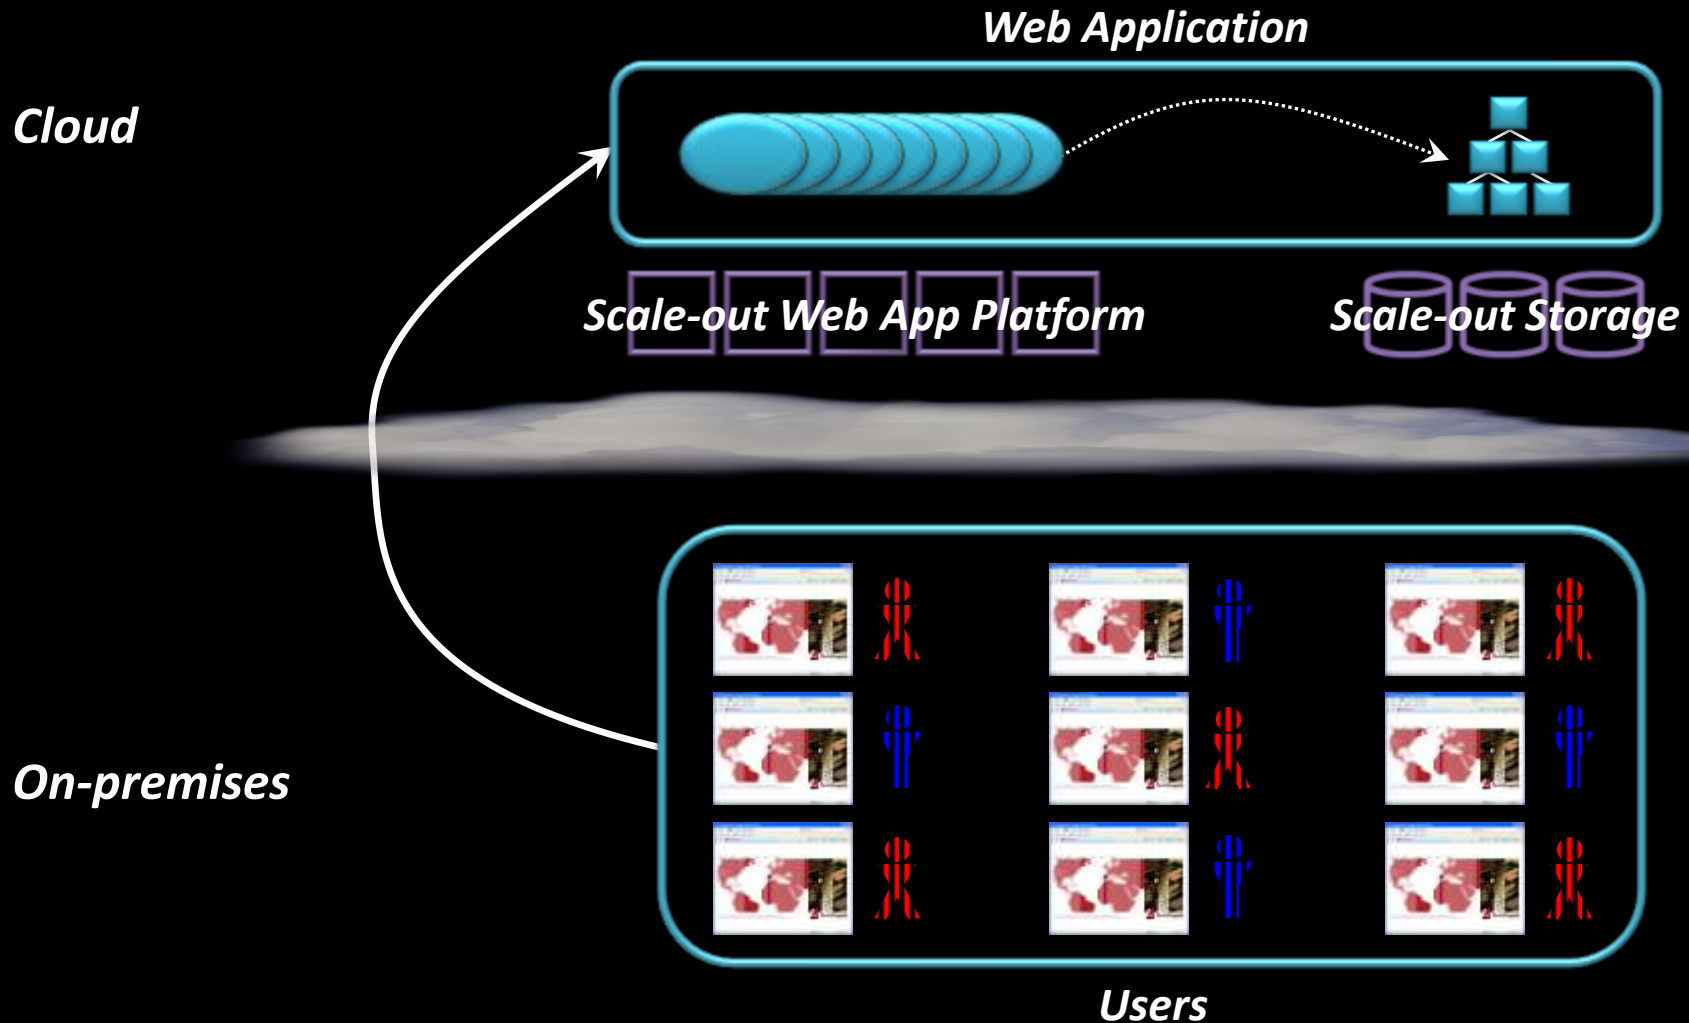 Web Application
Cloud
Scale-out Web App Platform
Scale-out Storage
On-premises
Users